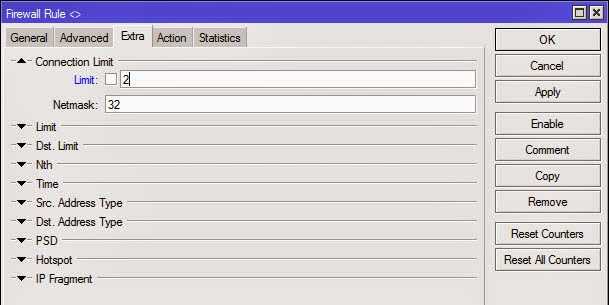 Firewall Rule <>
General Advanced Extra Action Statistics
OK
Connection Limit
Cancel
Limit: 2
Apply
Netmask: 32
Limit
Enable
Dst. Limit
Comment
Nth
Copy
Time
Src. Address Type
Remove
Dst. Address Type
Reset Counters
PSD
Hotspot
Reset All Counters
IP Fragment